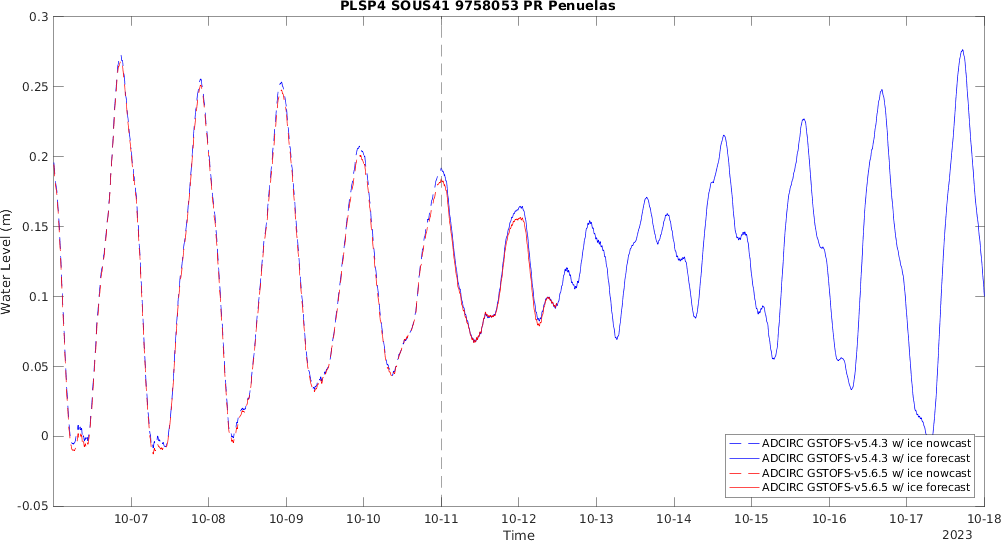 PLSP4 SOUS41 9758053 PR Penuelas
0.3
0.25
0.2
0.15
0.1
0.05
0
-0.05
Water Level (m)
10-07 10-08 10-09 10-10 10-11 10-12 10-13 10-14 10-15 10-16 10-17 10-18
Time
2023
ADCIRC GSTOFS-v5.4.3 w/ ice nowcast
ADCIRC GSTOFS-v5.4.3 w/ ice forecast
ADCIRC GSTOFS-v5.6.5 w/ ice nowcast
ADCIRC GSTOFS-v5.6.5 w/ ice forecast